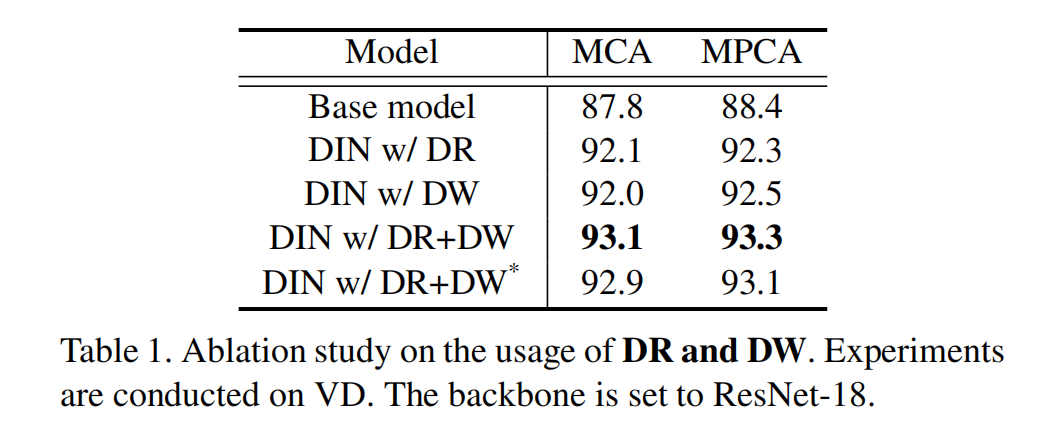 Model MCA MPCA
Base model 87.8 88.4
DIN w/ DR 92.1 92.3
DIN w/ DW 92.0 92.5
DIN w/ DR+DW 93.1 93.3
DIN w/ DR+DW* 92.9 93.1
Table 1. Ablation study on the usage of DR and DW. Experiments
are conducted on VD. The backbone is set to ResNet-18.